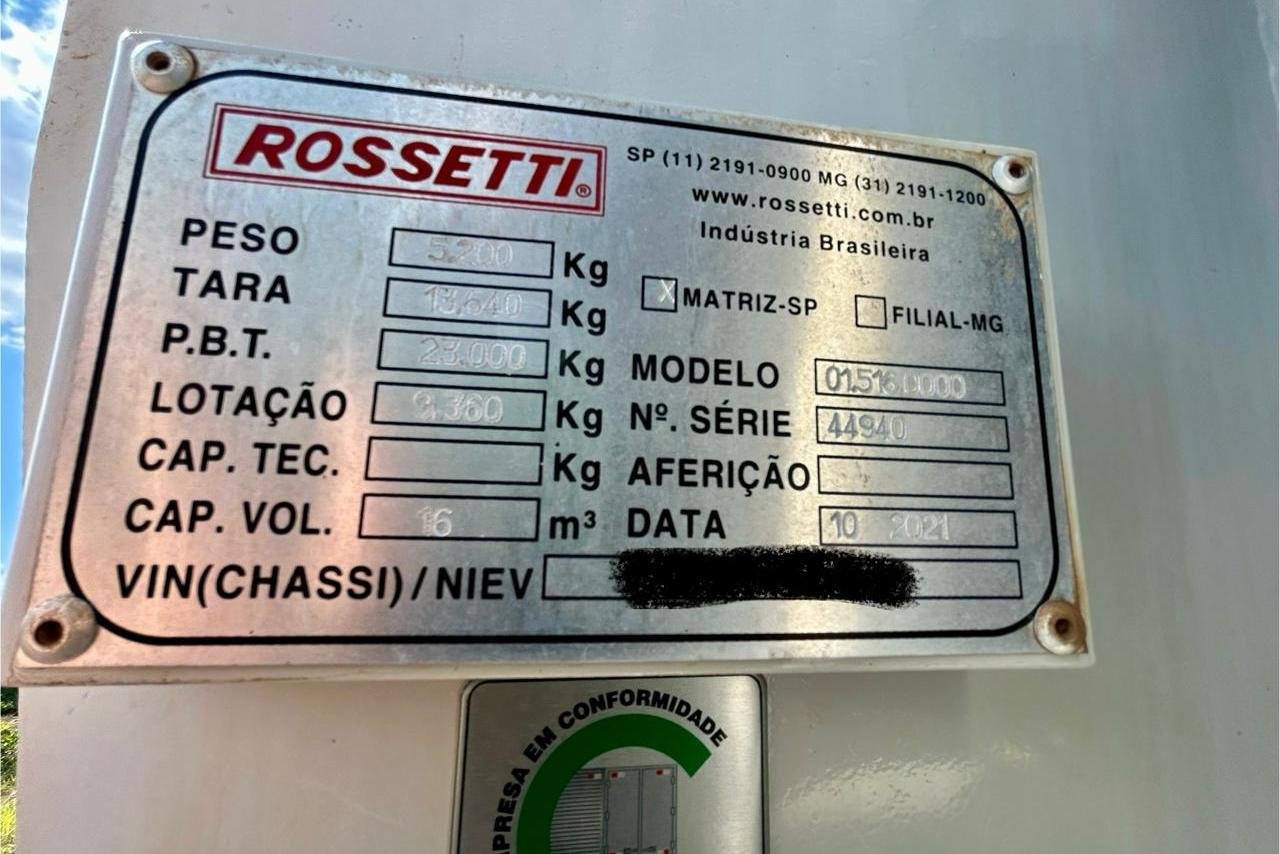 ROSSETTI®
SP (11) 2191-0900 MG (31) 2191-1200
www.rossetti.com.br
Indústria Brasileira
PESO 5.200 Kg
TARA 13.640 Kg
P.B.T. 23.000 Kg
LOTAÇÃO 9.360 Kg
CAP. TEC. Kg
CAP. VOL. 16 m³
X MATRIZ-SP FILIAL-MG
MODELO 01.516.0000
Nº. SÉRIE 44940
AFERIÇÃO
DATA 10 2021
VIN(CHASSI)/NIEV
EM CONFORMIDADE